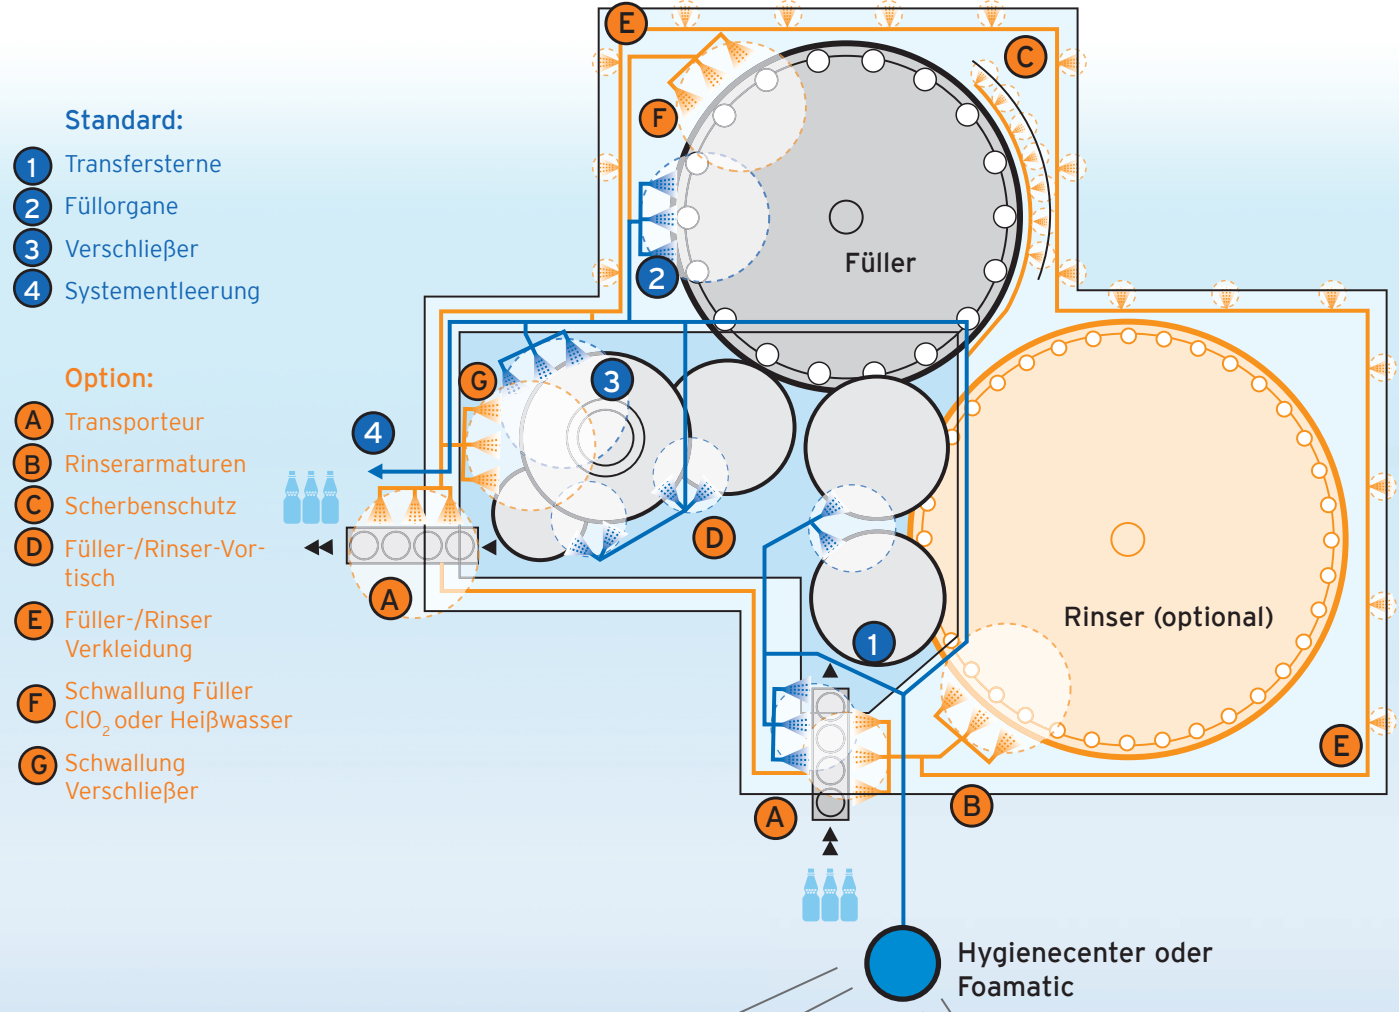 Standard:
1 Transfersterne
2 Füllorgane
3 Verschließer
4 Systementleerung
Option:
A Transporteur
B Rinserarmaturen
C Scherbenschutz
D Füller-/Rinser-Vor-
tisch
E Füller-/Rinser
Verkleidung
F Schwallung Füller
ClO2 oder Heißwasser
G Schwallung
Verschließer
E
C
F
2
Füller
G
3
4
D
A
1
Rinser (optional)
E
A
B
Hygienecenter oder
Foamatic